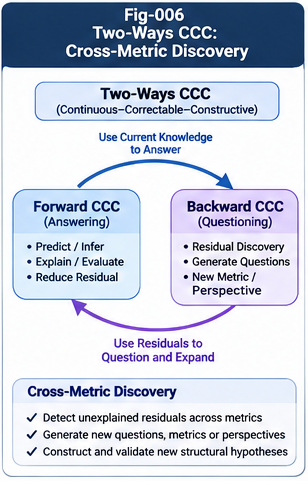 Fig-006
Two-Ways CCC:
Cross-Metric Discovery
Two-Ways CCC
(Continuous–Correctable–Constructive)
Use Current Knowledge
to Answer
Forward CCC
(Answering)
• Predict / Infer
• Explain / Evaluate
• Reduce Residual
Backward CCC
(Questioning)
• Residual Discovery
• Generate Questions
• New Metric /
Perspective
Use Residuals to
Question and Expand
Cross-Metric Discovery
✓ Detect unexplained residuals across metrics
✓ Generate new questions, metrics or perspectives
✓ Construct and validate new structural hypotheses